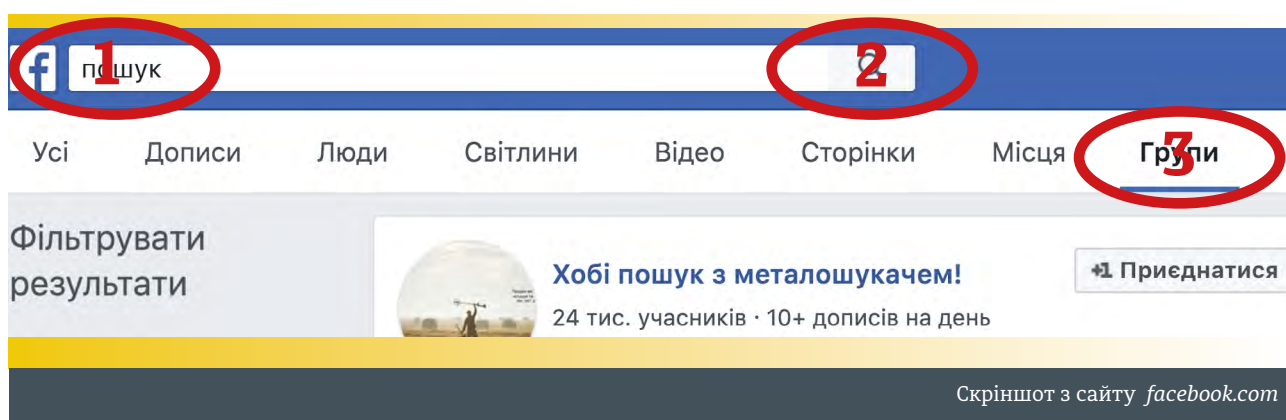 1
2
f пошук
Усі Дописи Люди Світлини Відео Сторінки Місця Групи
3
Фільтрувати
результати
Хобі пошук з металошукачем!
+1 Приєднатися
24 тис. учасників · 10+ дописів на день
Скріншот з сайту facebook.com